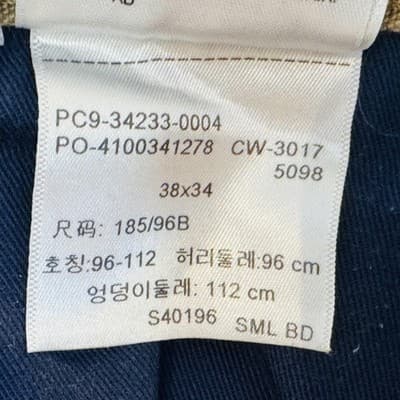 PC9-34233-0004
PO-4100341278 CW-3017
5098
38x34
尺码: 185/96B
호칭:96-112 허리둘레:96 cm
엉덩이둘레: 112 cm
S40196 SML BD